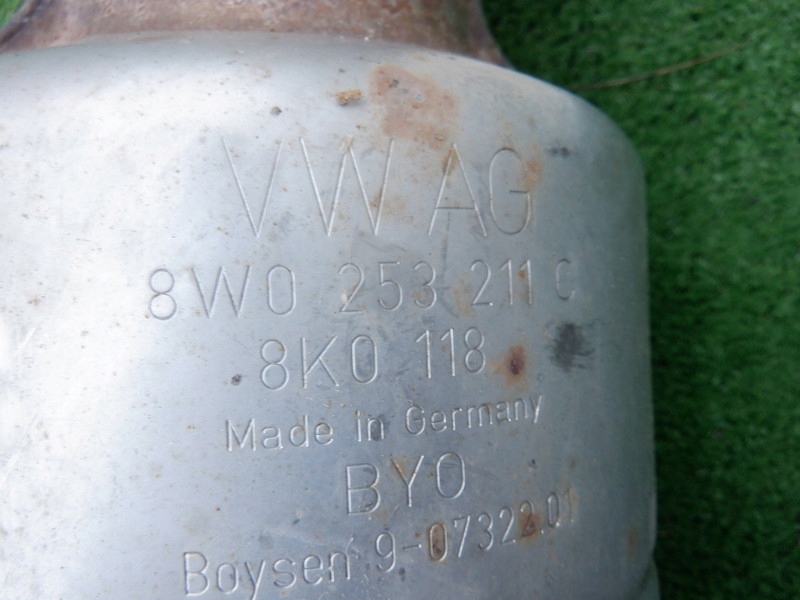 VW AG
8W0 253 211 C
8K0 118
Made in Germany
BYO
Boysen 9-07322.01